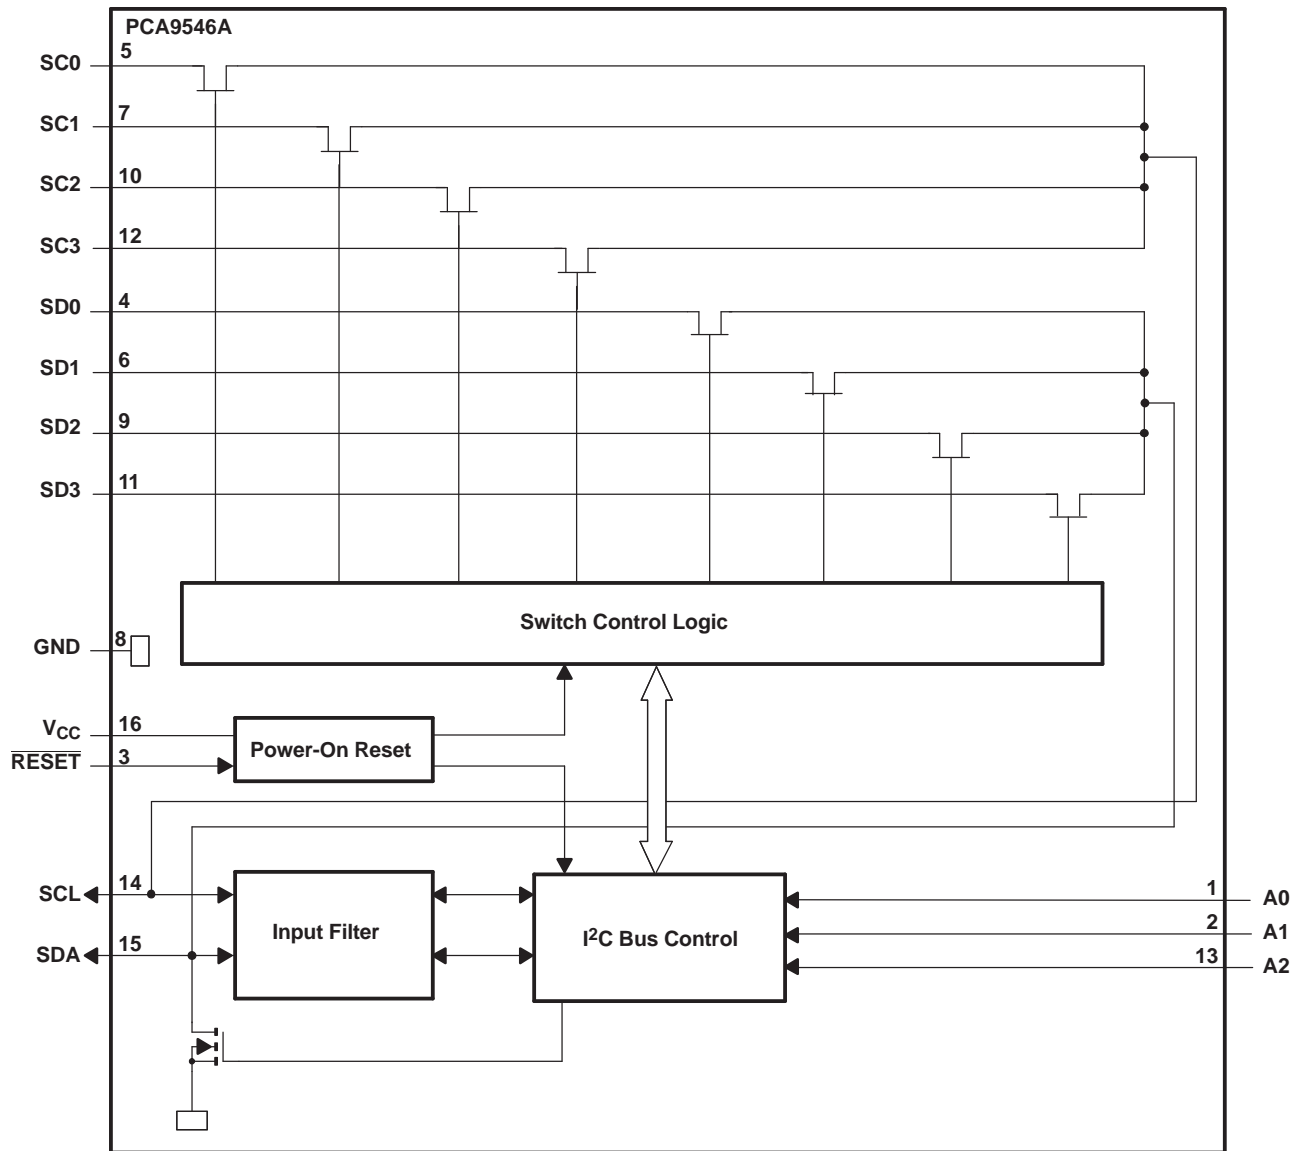 PCA9546A
SC0 5
SC1 7
SC2 10
SC3 12
SD0 4
SD1 6
SD2 9
SD3 11
Switch Control Logic
GND 8
VCC 16
RESET 3
Power-On Reset
SCL 14
SDA 15
Input Filter
I²C Bus Control
1 A0
2 A1
13 A2